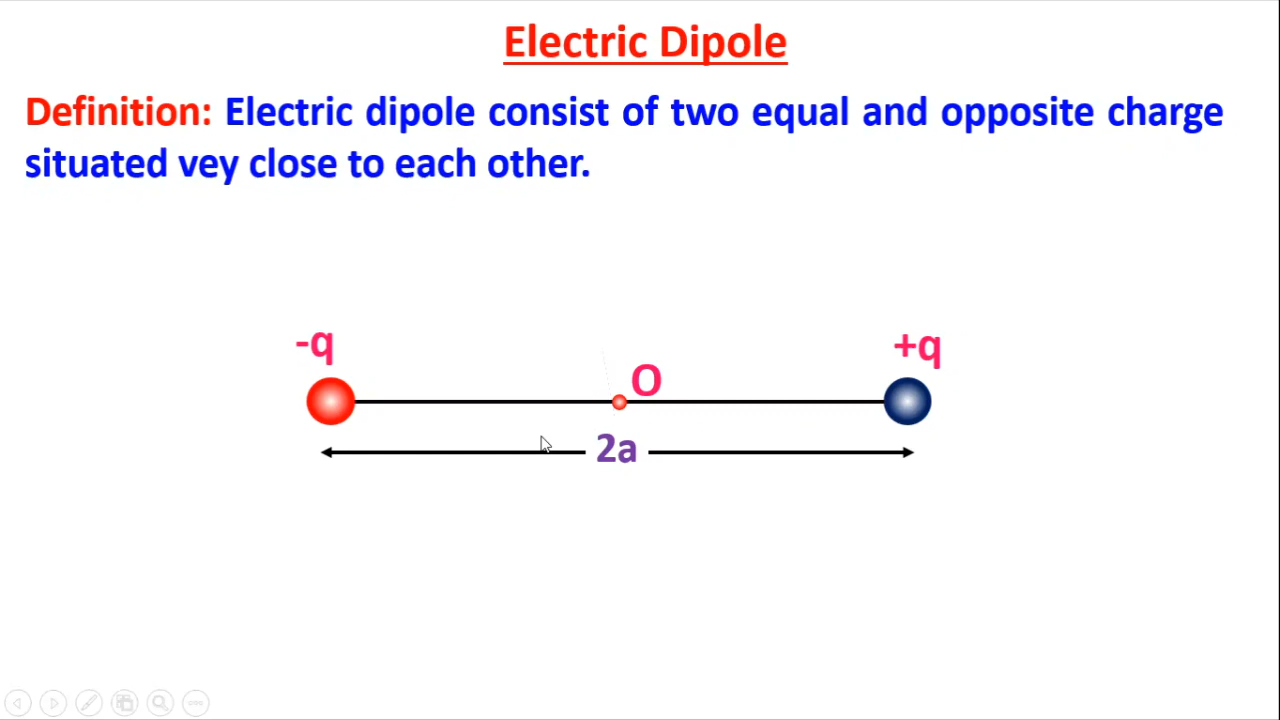 Electric Dipole
Definition: Electric dipole consist of two equal and opposite charge
situated vey close to each other.
-q
+q
O
2a